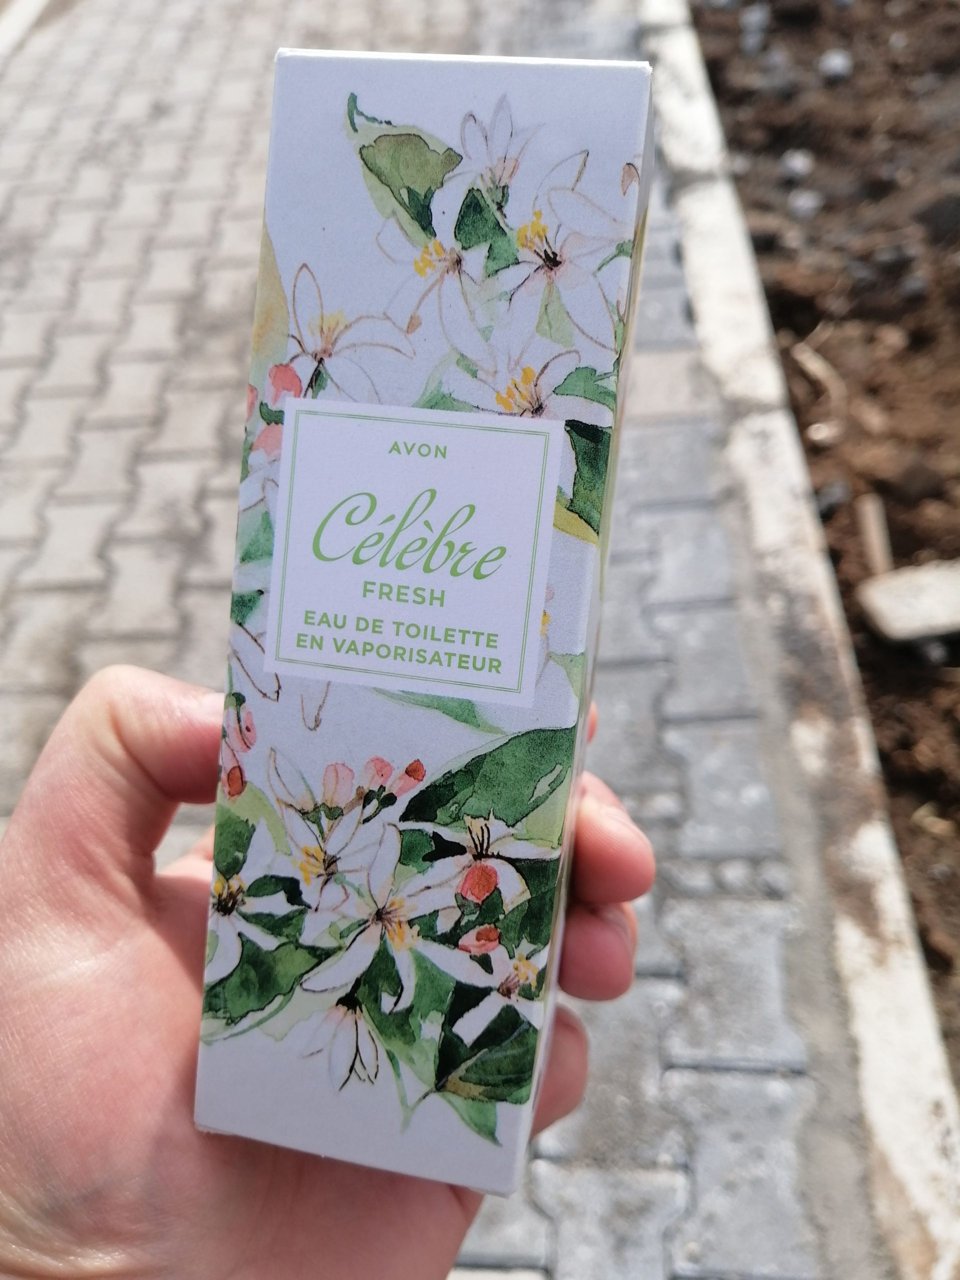 AVON
Célèbre
FRESH
EAU DE TOILETTE
EN VAPORISATEUR